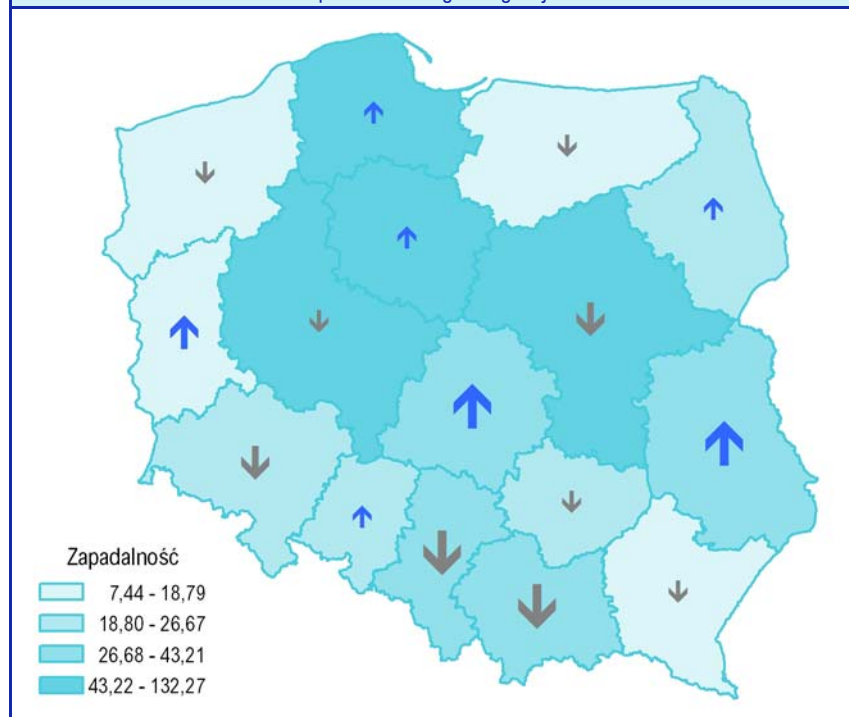 Zapadalność
7,44 - 18,79
18,80 - 26,67
26,68 - 43,21
43,22 - 132,27